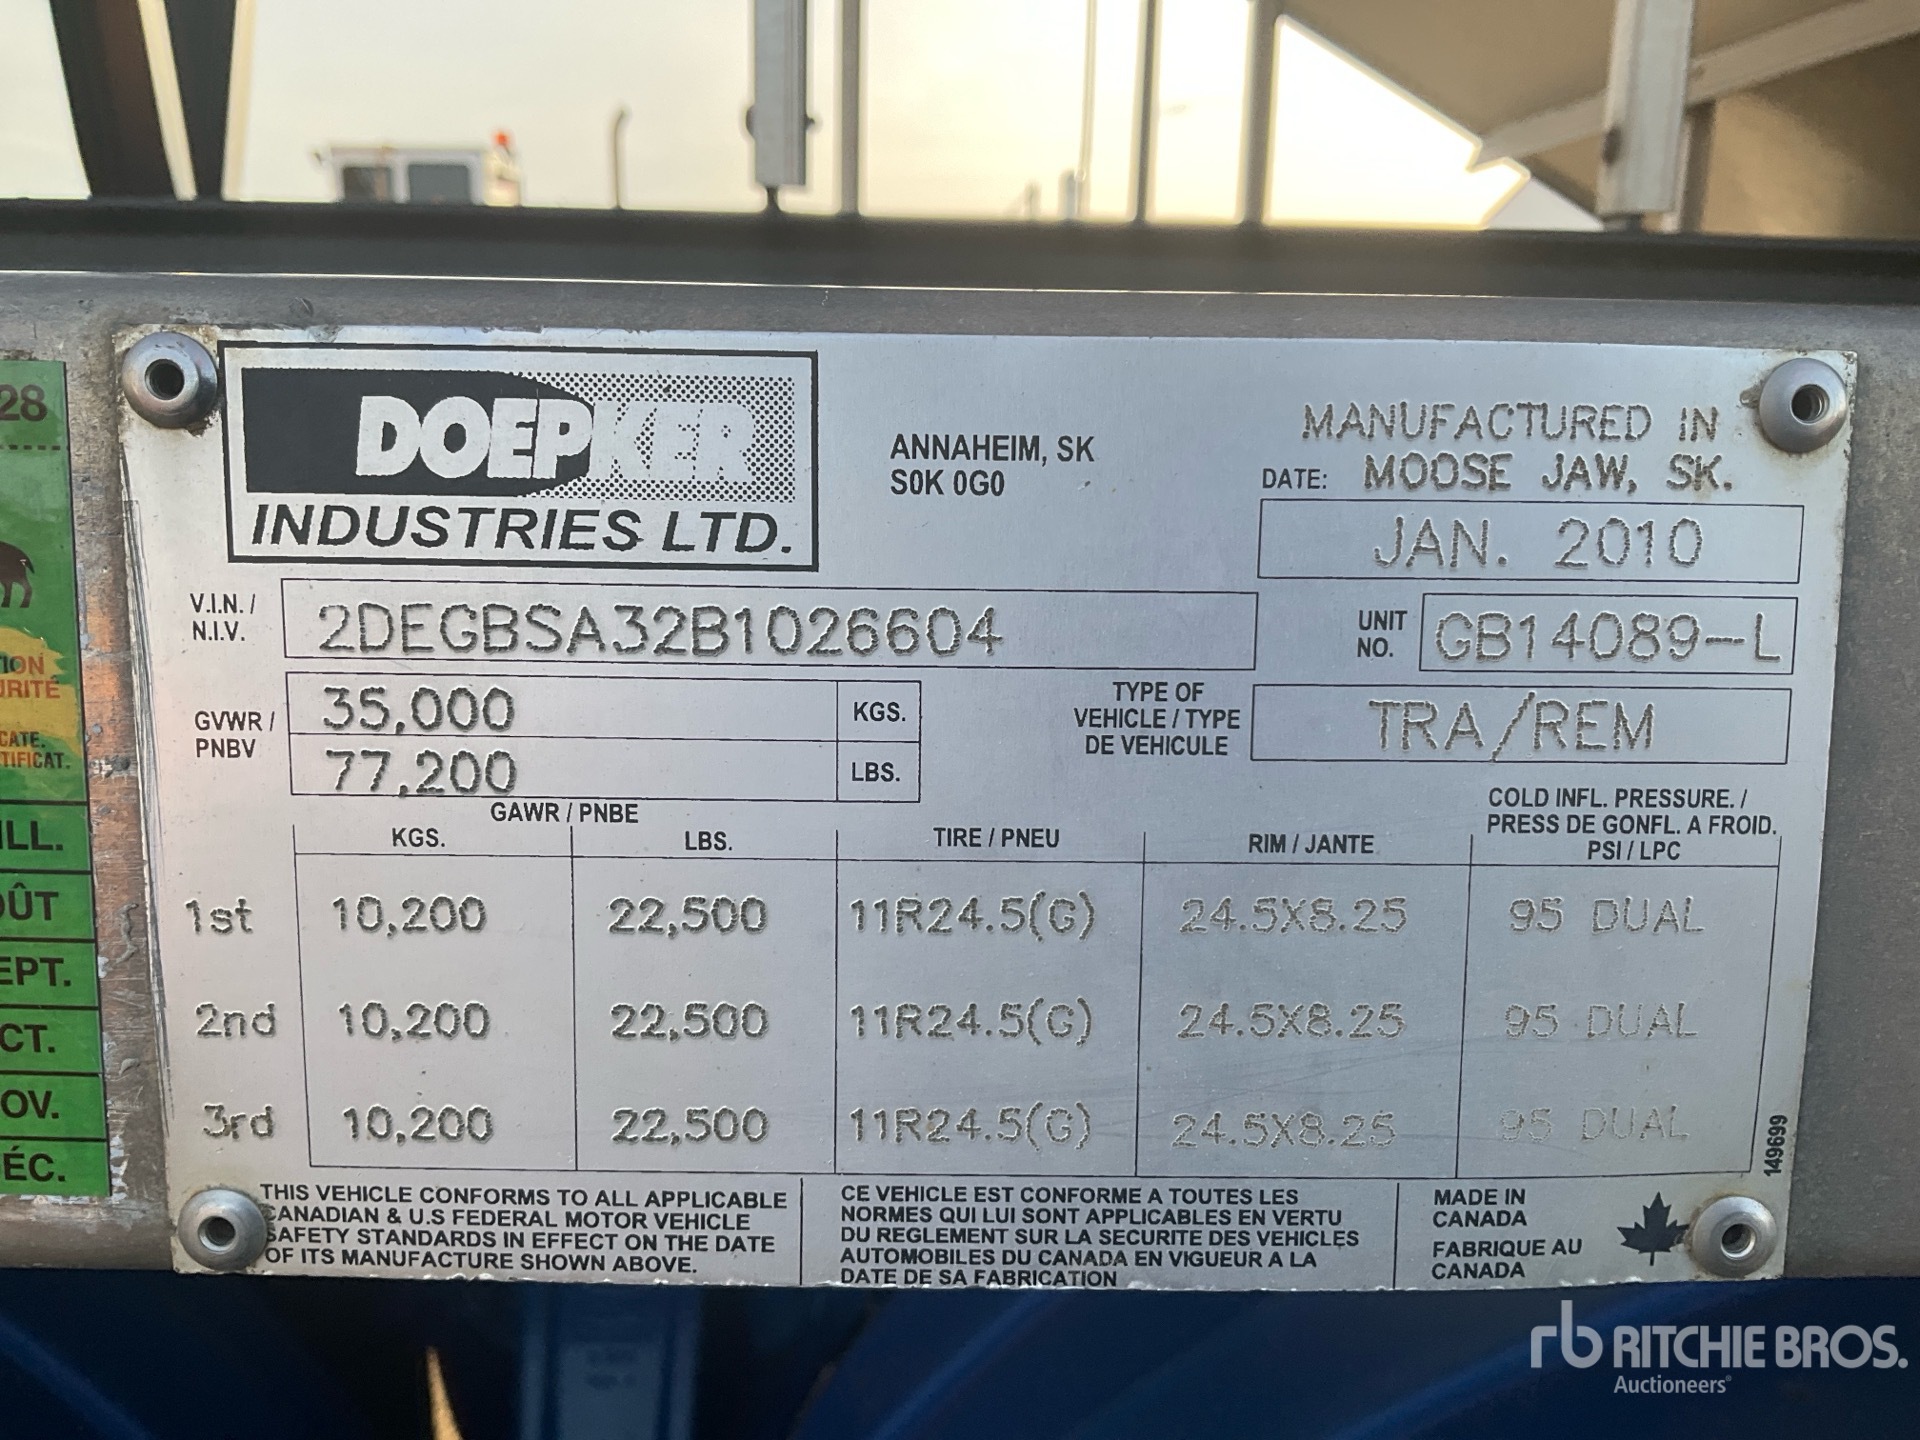 DOEPKER
INDUSTRIES LTD.
ANNAHEIM, SK
S0K 0G0
MANUFACTURED IN
DATE: MOOSE JAW, SK.
JAN. 2010
V.I.N. /
N.I.V.
2DEGBSA32B1026604
UNIT
NO.
GB14089-L
GVWR /
PNBV
35,000 KGS.
77,200 LBS.
TYPE OF
VEHICLE / TYPE
DE VEHICULE
TRA/REM
GAWR / PNBE
KGS. LBS. TIRE / PNEU RIM / JANTE
COLD INFL. PRESSURE. /
PRESS DE GONFL. A FROID.
PSI / LPC
1st 10,200 22,500 11R24.5(G) 24.5X8.25 95 DUAL
2nd 10,200 22,500 11R24.5(G) 24.5X8.25 95 DUAL
3rd 10,200 22,500 11R24.5(G) 24.5X8.25 95 DUAL
149699
THIS VEHICLE CONFORMS TO ALL APPLICABLE
CANADIAN & U.S FEDERAL MOTOR VEHICLE
SAFETY STANDARDS IN EFFECT ON THE DATE
OF ITS MANUFACTURE SHOWN ABOVE.
CE VEHICLE EST CONFORME A TOUTES LES
NORMES QUI LUI SONT APPLICABLES EN VERTU
DU REGLEMENT SUR LA SECURITE DES VEHICLES
AUTOMOBILES DU CANADA EN VIGUEUR A LA
DATE DE SA FABRICATION
MADE IN
CANADA
FABRIQUE AU
CANADA
28
ION
URITÉ
CATE.
TIFICAT.
ILL.
OÛT
EPT.
CT.
OV.
ÉC.
rb RITCHIE BROS.
Auctioneers